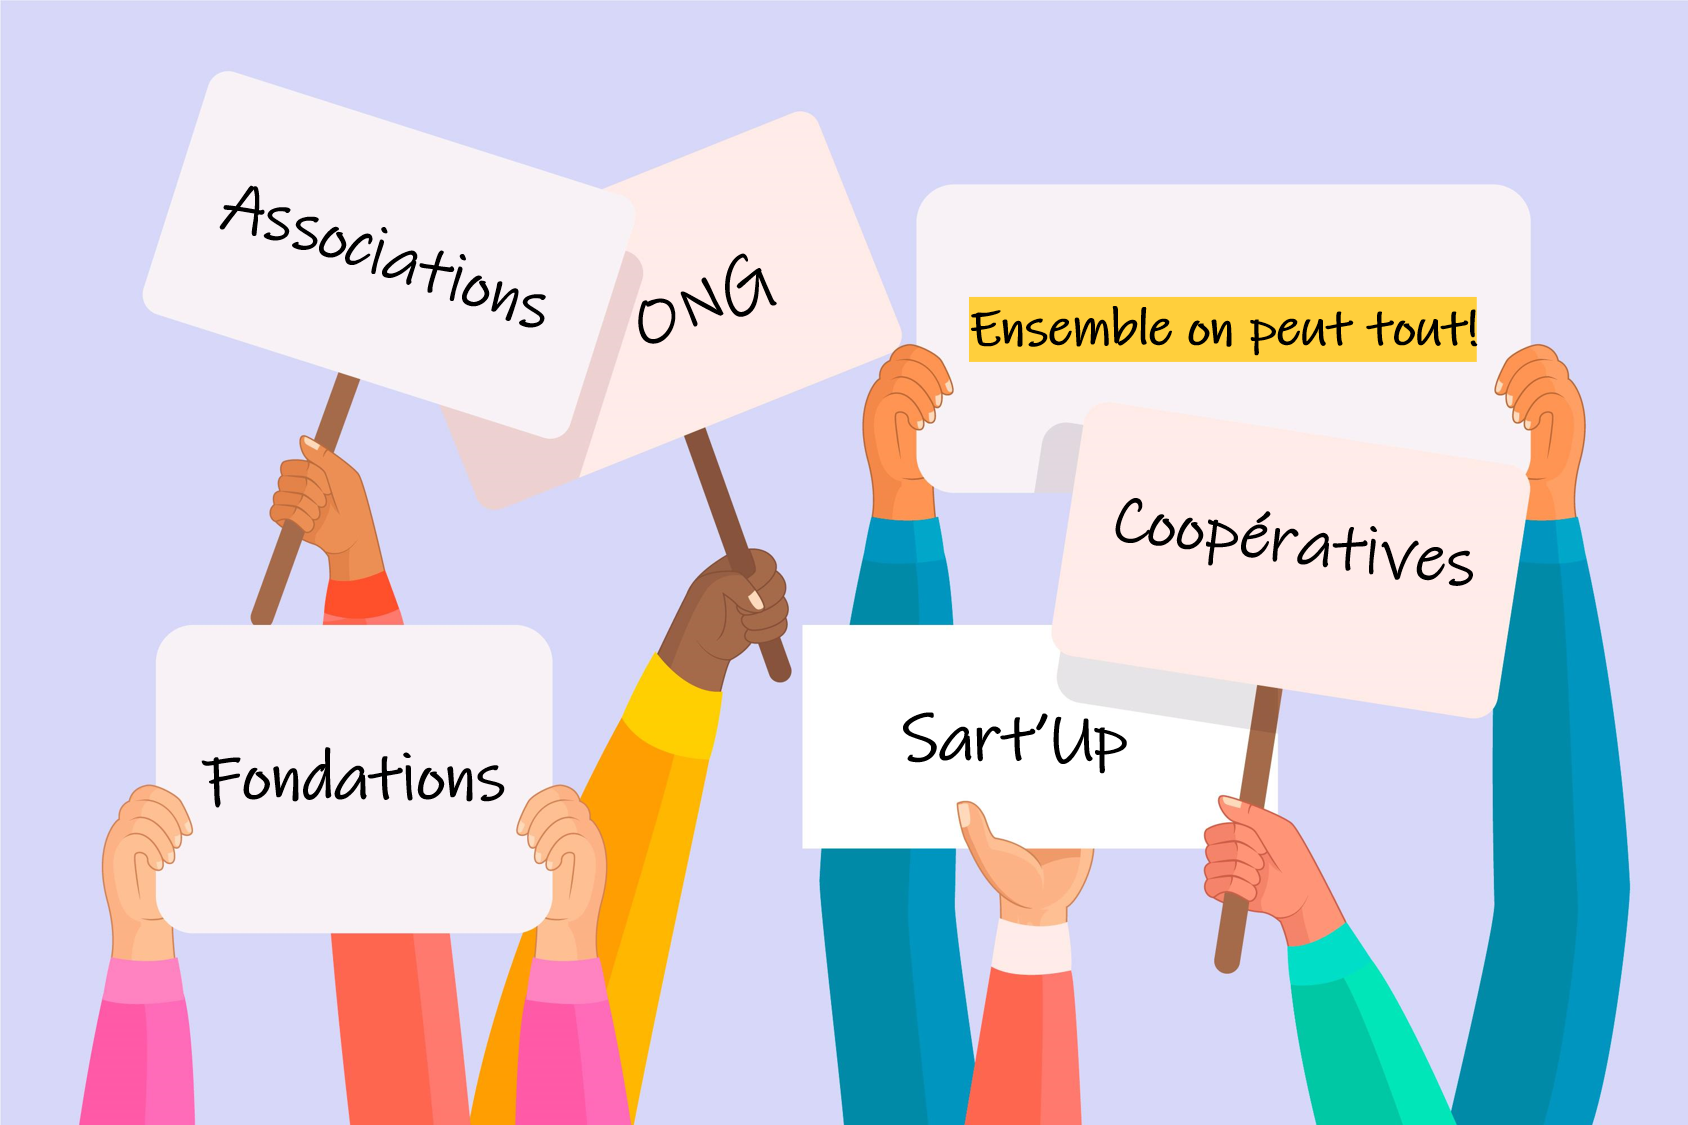 Associations
ONG
Ensemble on peut tout!
Coopératives
Sart'Up
Fondations